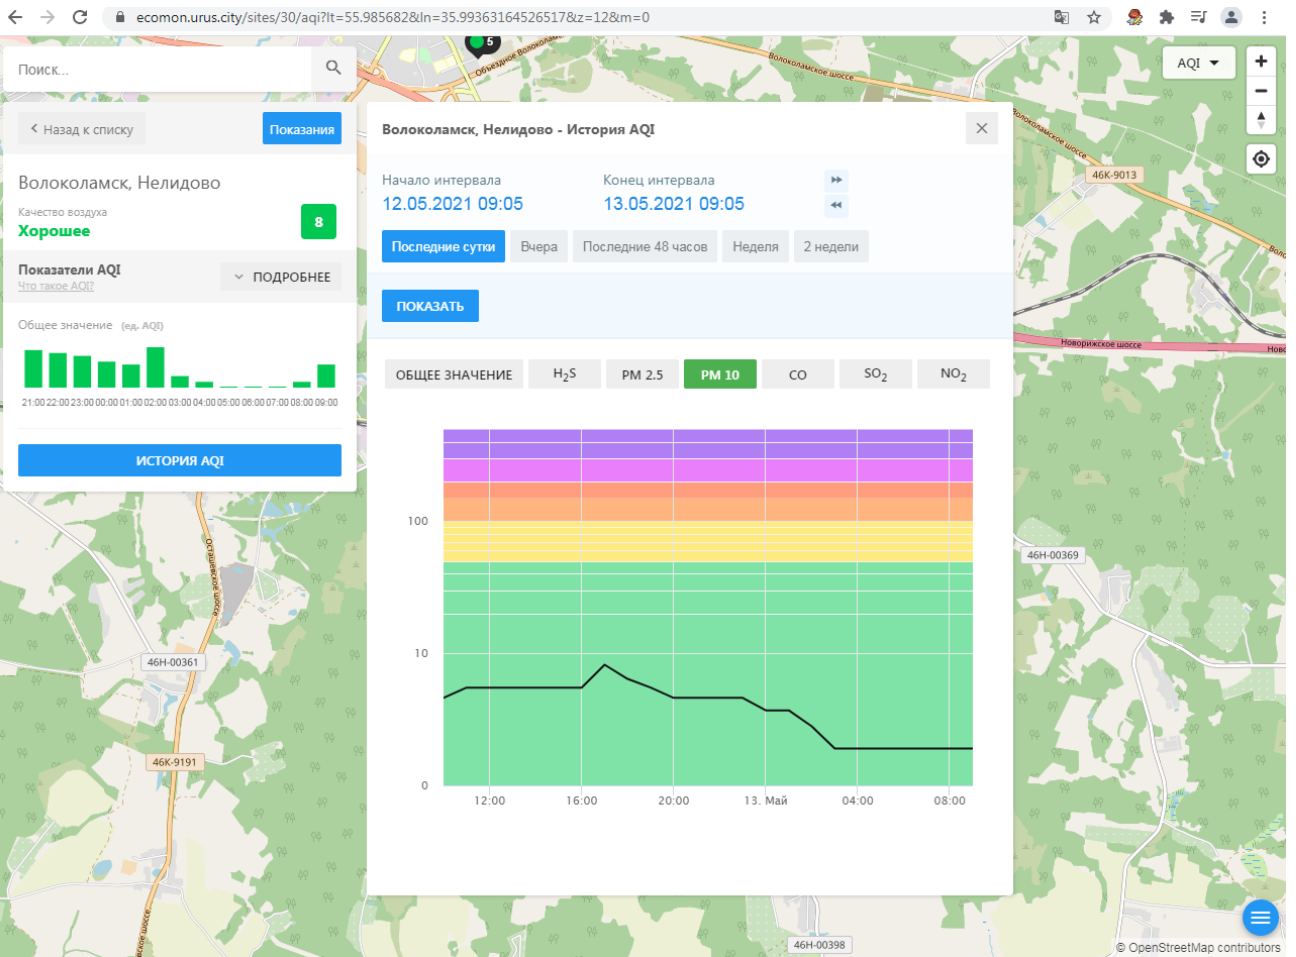 ecomon.urus.city/sites/30/aqi?lt=55.985682&ln=35.99363164526517&z=12&m=0
Поиск...
5
Объездное Волоколамск
Волоколамское шоссе
AQI
Назад к списку
Показания
Волоколамск, Нелидово - История AQI
Волоколамское шоссе
46К-9013
Волоколамск, Нелидово
Качество воздуха
Хорошее
8
Начало интервала
Конец интервала
12.05.2021 09:05
13.05.2021 09:05
Последние сутки
Вчера
Последние 48 часов
Неделя
2 недели
Показатели AQI
Что такое AQI?
ПОДРОБНЕЕ
ПОКАЗАТЬ
Общее значение (ед. AQI)
21:00 22:00 23:00 00:00 01:00 02:00 03:00 04:00 05:00 06:00 07:00 08:00 09:00
ИСТОРИЯ AQI
Новорижское шоссе
ОБЩЕЕ ЗНАЧЕНИЕ
H2S
PM 2.5
PM 10
CO
SO2
NO2
100
10
0
12:00
16:00
20:00
13. Май
04:00
08:00
Осташёвское шоссе
46Н-00369
46Н-00361
46К-9191
46Н-00398
© OpenStreetMap contributors